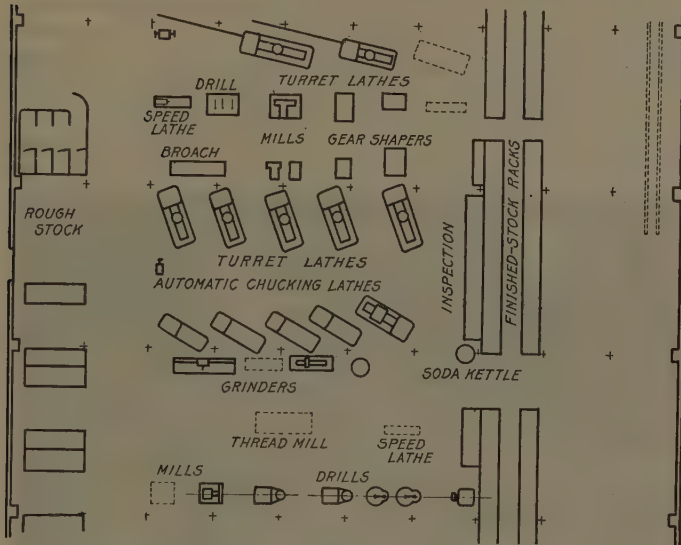 TURRET LATHES
DRILL
SPEED
LATHE
MILLS
GEAR SHAPERS
BROACH
ROUGH
STOCK
TURRET LATHES
AUTOMATIC CHUCKING LATHES
INSPECTION
FINISHED-STOCK RACKS
GRINDERS
SODA KETTLE
THREAD MILL
SPEED
LATHE
MILLS
DRILLS